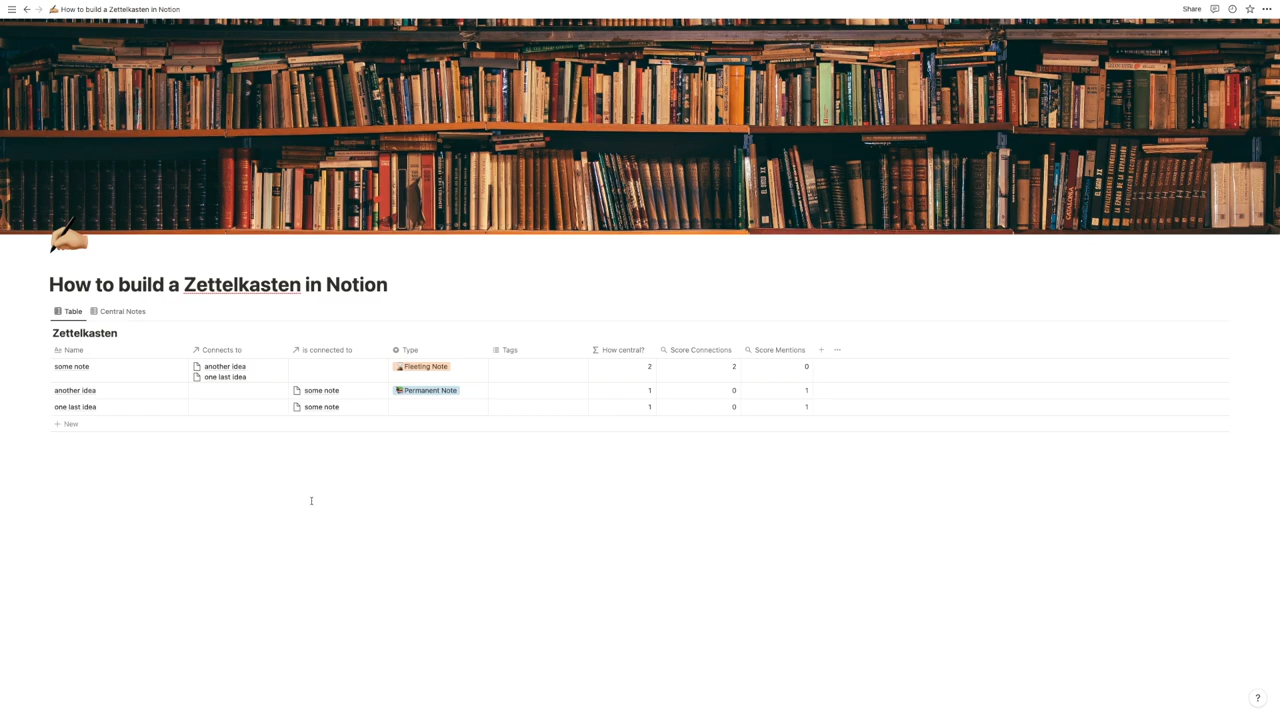 How to build a Zettelkasten in Notion
Share
How to build a Zettelkasten in Notion
Table Central Notes
Zettelkasten
Name Connects to is connected to Type Tags How central? Score Connections Score Mentions
some note another idea Fleeting Note 2 2 0
one last idea
another idea some note Permanent Note 1 0 1
one last idea some note 1 0 1
New
?